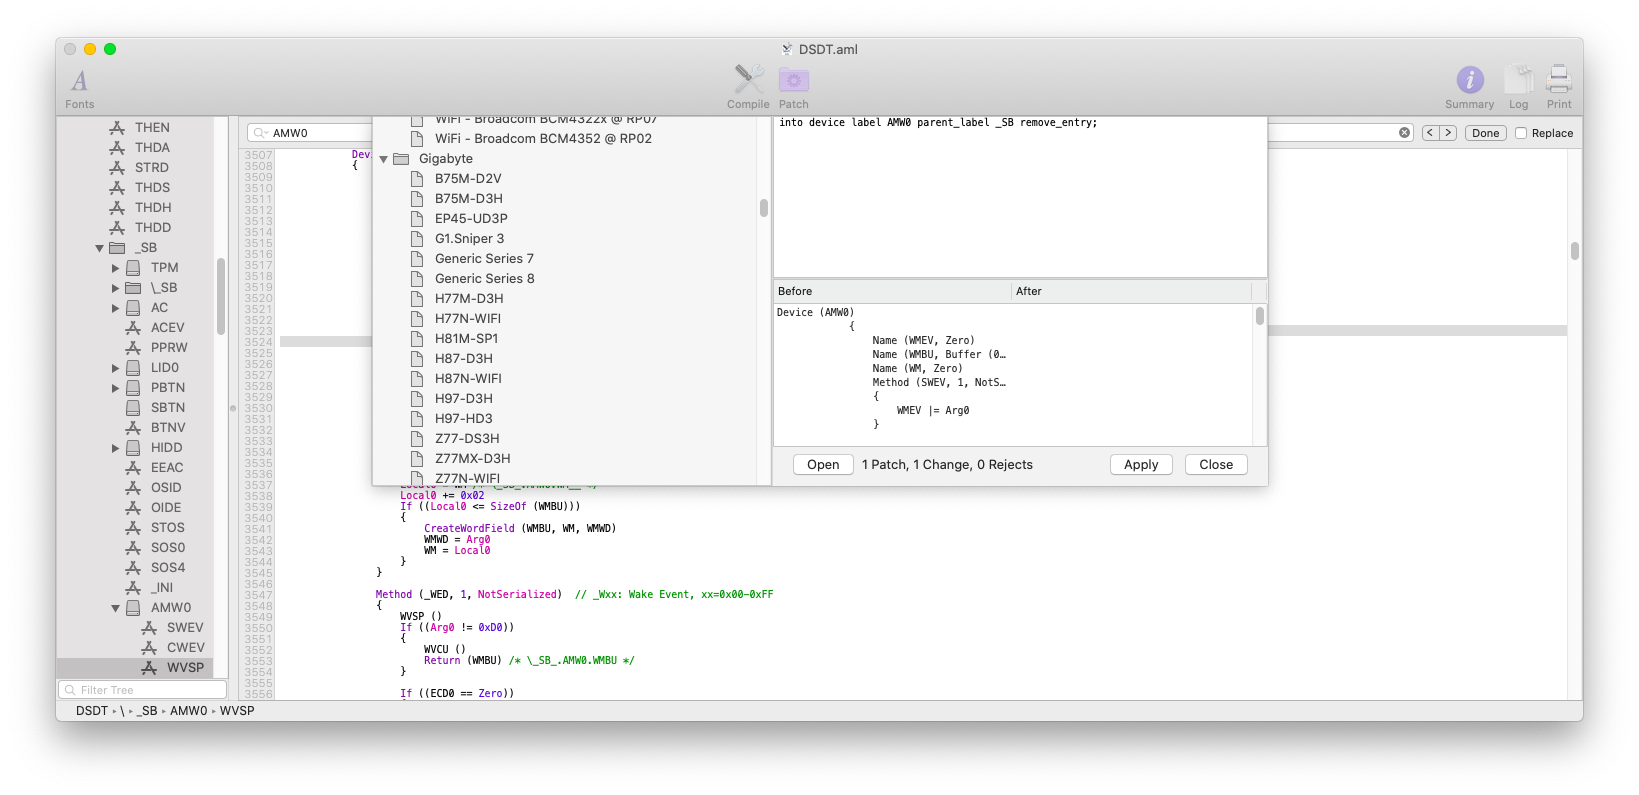 DSDT.aml
Fonts
Compile
Patch
Summary
Log
Print
THEN
THDA
STRD
THDS
THDH
THDD
_SB
TPM
\_SB
AC
ACEV
PPRW
LID0
PBTN
SBTN
BTNV
HIDD
EEAC
OSID
OIDE
STOS
SOS0
SOS4
_INI
AMW0
SWEV
CWEV
WVSP
Filter Tree
AMW0
Done
Replace
3507 Devi
3508 {
3509
3510
3511
3512
3513
3514
3515
3516
3517
3518
3519
3520
3521
3522
3523
3524
3525
3526
3527
3528
3529
3530
3531
3532
3533
3534
3535
3536
WiFi - Broadcom BCM4322x @ RP07
WiFi - Broadcom BCM4352 @ RP02
Gigabyte
B75M-D2V
B75M-D3H
EP45-UD3P
G1.Sniper 3
Generic Series 7
Generic Series 8
H77M-D3H
H77N-WIFI
H81M-SP1
H87-D3H
H87N-WIFI
H97-D3H
H97-HD3
Z77-DS3H
Z77MX-D3H
Z77N-WIFI
into device label AMW0 parent_label _SB remove_entry;
Before After
Device (AMW0)
{
Name (WMEV, Zero)
Name (WMBU, Buffer (0…
Name (WM, Zero)
Method (SWEV, 1, NotS…
{
WMEV |= Arg0
}
Open 1 Patch, 1 Change, 0 Rejects Apply Close
3537 Local0 = WM /* \_SB_.AMW0.WM__ */
3538 Local0 += 0x02
3539 If ((Local0 <= SizeOf (WMBU)))
3540 {
3541 CreateWordField (WMBU, WM, WMWD)
3542 WMWD = Arg0
3543 WM = Local0
3544 }
3545 }
3546
3547 Method (_WED, 1, NotSerialized) // _Wxx: Wake Event, xx=0x00-0xFF
3548 {
3549 WVSP ()
3550 If ((Arg0 != 0xD0))
3551 {
3552 WVCU ()
3553 Return (WMBU) /* \_SB_.AMW0.WMBU */
3554 }
3555
3556 If ((ECD0 == Zero))
DSDT \ _SB AMW0 WVSP